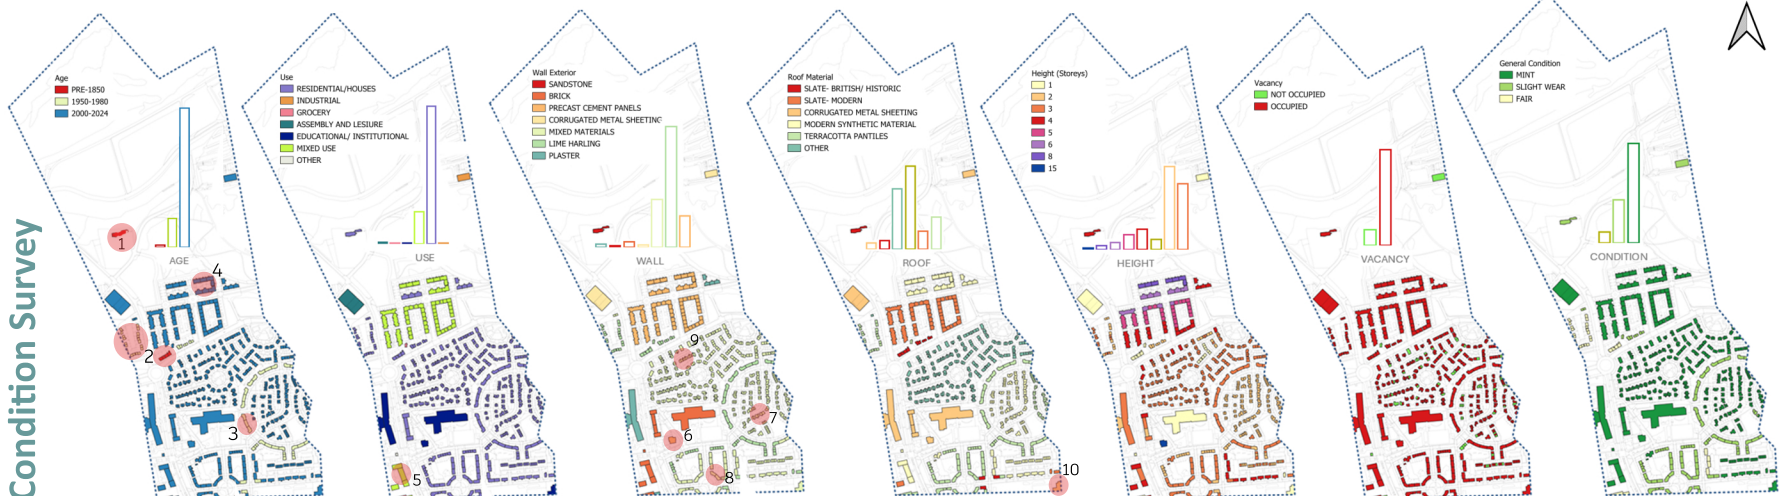 Condition Survey
Age
PRE-1850
1950-1980
2000-2024
AGE
1
2
3
4
Use
RESIDENTIAL/HOUSES
INDUSTRIAL
GROCERY
ASSEMBLY AND LESIURE
EDUCATIONAL/ INSTITUTIONAL
MIXED USE
OTHER
USE
5
Wall Exterior
SANDSTONE
BRICK
PRECAST CEMENT PANELS
CORRUGATED METAL SHEETING
MIXED MATERIALS
LIME HARLING
PLASTER
WALL
9
7
6
8
Roof Material
SLATE- BRITISH/ HISTORIC
SLATE- MODERN
CORRUGATED METAL SHEETING
MODERN SYNTHETIC MATERIAL
TERRACOTTA PANTILES
OTHER
ROOF
10
Height (Storeys)
1
2
3
4
5
6
8
15
HEIGHT
Vacancy
NOT OCCUPIED
OCCUPIED
VACANCY
General Condition
MINT
SLIGHT WEAR
FAIR
CONDITION